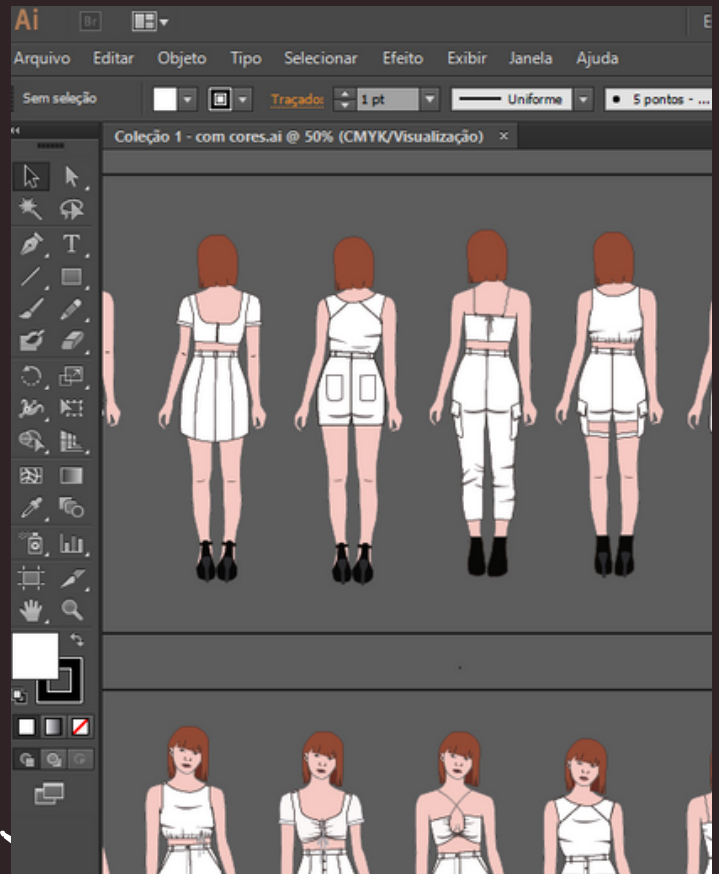 Ai Br
Arquivo Editar Objeto Tipo Selecionar Efeito Exibir Janela Ajuda
Sem seleção Traçado: 1 pt Uniforme 5 pontos - ...
Coleção 1 - com cores.ai @ 50% (CMYK/Visualização) ×
T